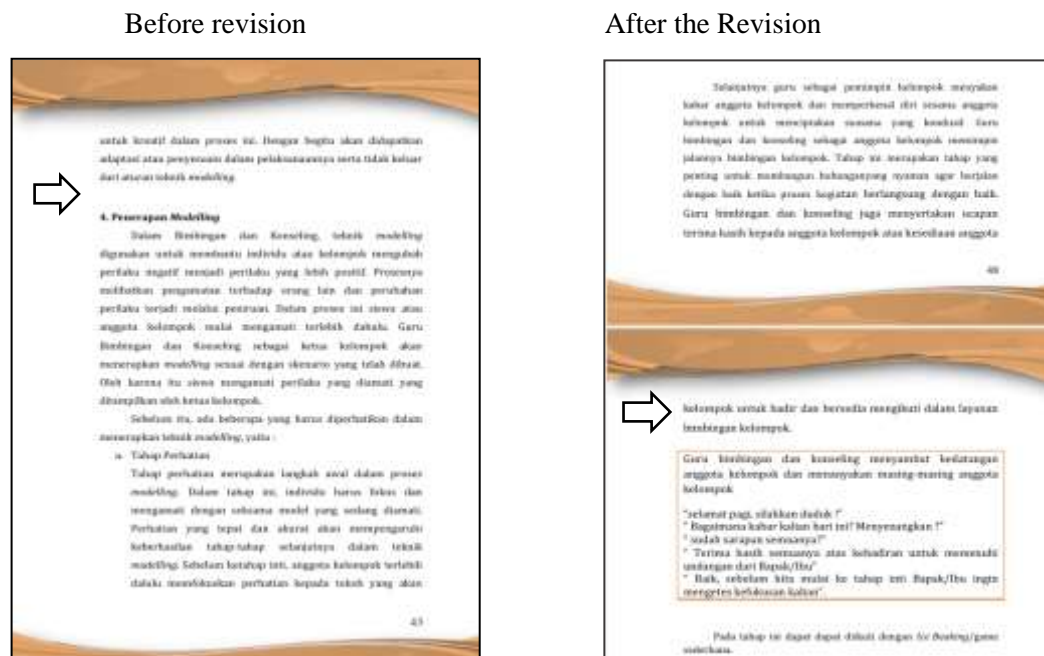 Before revision
After the Revision
untuk kreatif dalam proses ini. Dengan begitu akan didapatkan
adaptasi atau penyesuain dalam pelaksanaannya serta tidak keluar
dari aturan teknik modelling
4. Penerapan Modelling
Dalam Bimbingan dan Konseling, teknik modelling
digunakan untuk membantu individu atau kelompok mengubah
perilaku negatif menjadi perilaku yang lebih positif. Prosesnya
melibatkan pengamatan terhadap orang lain dan perubahan
perilaku terjadi melalui peniruan. Dalam proses ini siswa atau
anggota kelompok mulai mengamati terlebih dahulu. Guru
Bimbingan dan Konseling sebagai ketua kelompok akan
menerapkan modelling sesuai dengan skenario yang telah dibuat.
Oleh karena itu siswa mengamati perilaku yang diamati yang
ditampilkan oleh ketua kelompok.
Sebelum itu, ada beberapa yang harus diperhatikan dalam
menerapkan teknik modelling, yaitu :
a. Tahap Perhatian
Tahap perhatian merupakan langkah awal dalam proses
modelling. Dalam tahap ini, individu harus fokus dan
mengamati dengan seksama model yang sedang diamati.
Perhatian yang tepat dan akurat akan mempengaruhi
keberhasilan tahap-tahap selanjutnya dalam teknik
modelling. Sebelum ketahap inti, anggota kelompok terlebih
dalulu memfokuskan perhatian kepada tokoh yang akan
43
Selanjutnya guru sebagai pemimpin kelompok menyakan
kabar anggota kelompok dan memperkenal diri sesama anggota
kelompok untuk menciptakan suasana yang kondusif. Guru
bimbingan dan konseling sebagai anggota kelompok memimpin
jalannya bimbingan kelompok. Tahap ini merupakan tahap yang
penting untuk membangun hubunganyang nyaman agar berjalan
dengan baik ketika proses kegiatan berlangsung dengan baik.
Guru bimbingan dan konseling juga menyertakan ucapan
terima kasih kepada anggota kelompok atas kesediaan anggota
48
kelompok untuk hadir dan bersedia mengikuti dalam layanan
bimbingan kelompok.
Guru bimbingan dan konseling menyambut kedatangan
anggota kelompok dan menanyakan masing-masing anggota
kelompok
"selamat pagi, silahkan duduk !"
" Bagaimana kabar kalian hari ini? Menyenangkan !"
" sudah sarapan semuanya?"
" Terima kasih semuanya atas kehadiran untuk memenuhi
undangan dari Bapak/Ibu"
" Baik, sebelum kita mulai ke tahap inti Bapak/Ibu ingin
mengetes kefokusan kalian".
Pada tahap ini dapat dapat diikuti dengan Ice Breaking/game
sederhana.